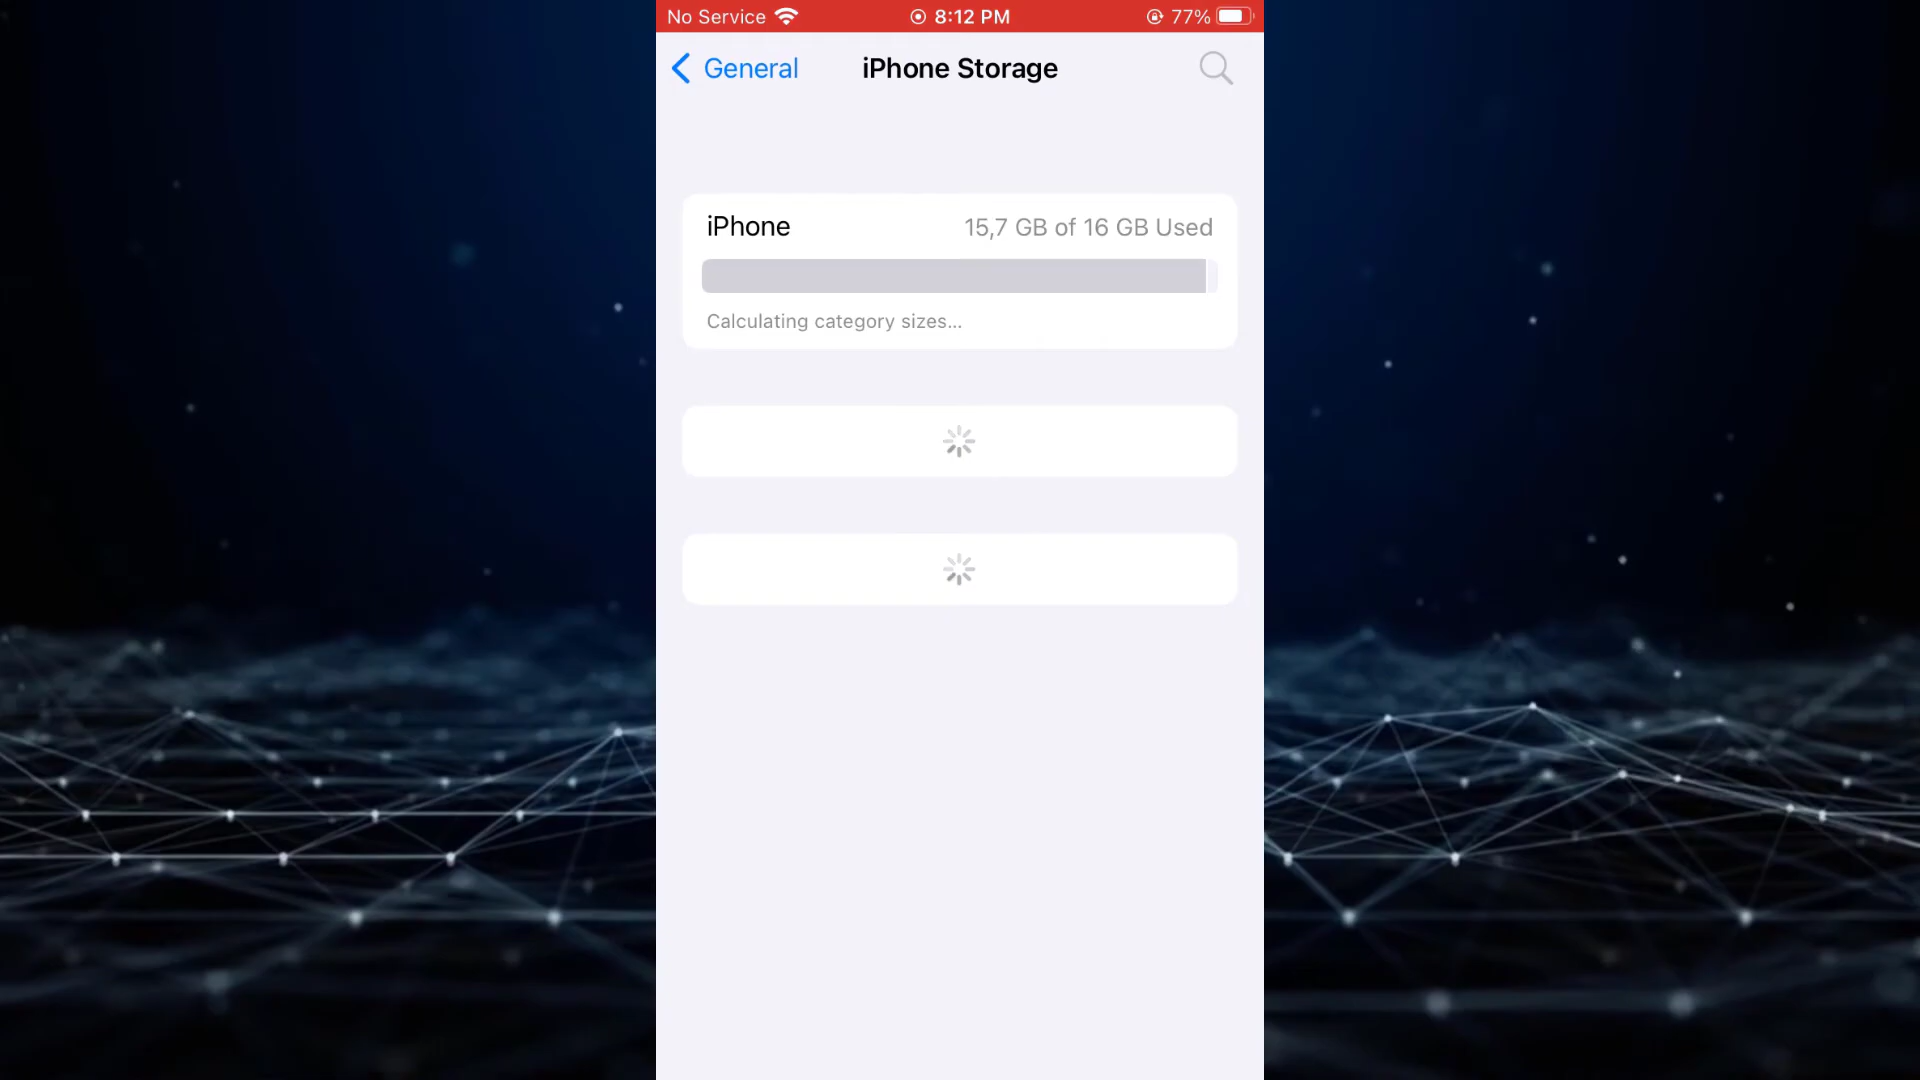 No Service 8:12 PM 77%
General iPhone Storage
iPhone 15,7 GB of 16 GB Used
Calculating category sizes...